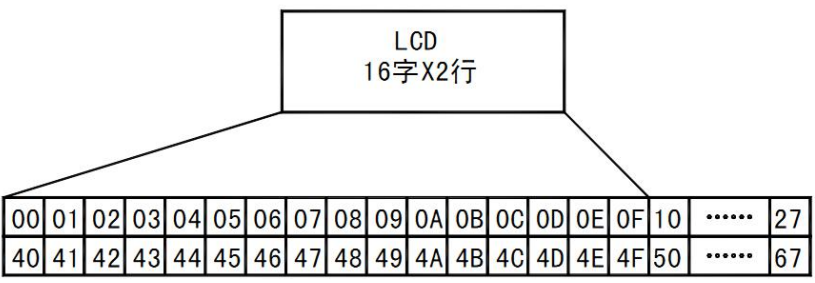 LCD
16字X2行
00 01 02 03 04 05 06 07 08 09 0A 0B 0C 0D 0E 0F 10 …… 27
40 41 42 43 44 45 46 47 48 49 4A 4B 4C 4D 4E 4F 50 …… 67